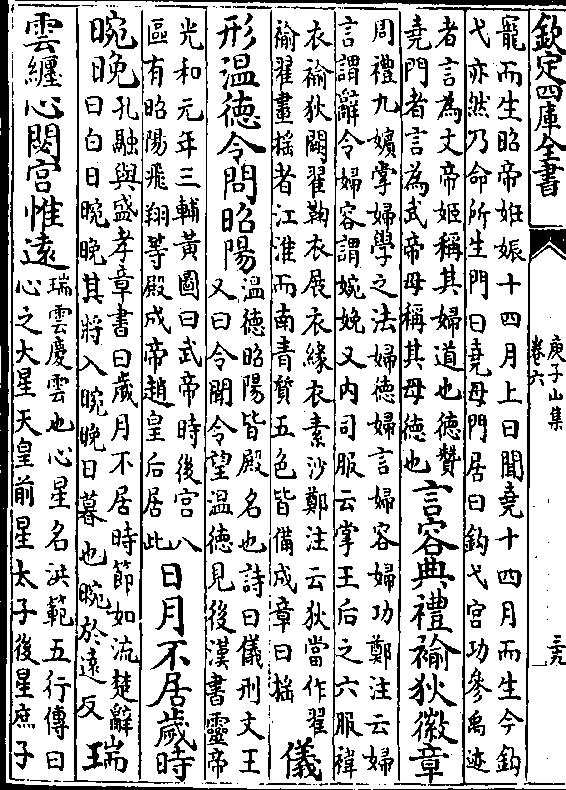 欽定四庫全書
庚子山集
卷六
三九
寵而生昭帝姙娠十四月上曰聞堯十四月而生今鈎
弋亦然乃命所生門曰堯母門居曰鈎弋宮功參禹迹
者言為文帝姬稱其婦道也德贊
堯門者言為武帝母稱其母德也
言容典禮褕狄徽章
周禮九嬪掌婦學之法婦德婦言婦容婦功鄭注云婦
言謂辭令婦容謂婉娩又内司服云掌王后之六服褘
衣褕狄闕翟鞠衣展衣緣衣素沙鄭注云狄當作翟
褕翟畫搖者江淮而南青質五色皆備成章曰搖
儀
形温德令問昭陽
温德昭陽皆殿名也詩曰儀刑文王
又曰令聞令望温德見後漢書靈帝
光和元年三輔黄圖曰武帝時後宫八
區有昭陽飛翔等殿成帝趙皇后居此
日月不居歲時
晼晚
孔融與盛孝章書曰歲月不居時節如流楚辭
曰白日晼晚其將入晼晚日暮也晼於遠反
瑞
雲纏心閟宫惟遠
瑞雲慶雲也心星名洪範五行傳曰
心之大星天皇前星太子後星庶子